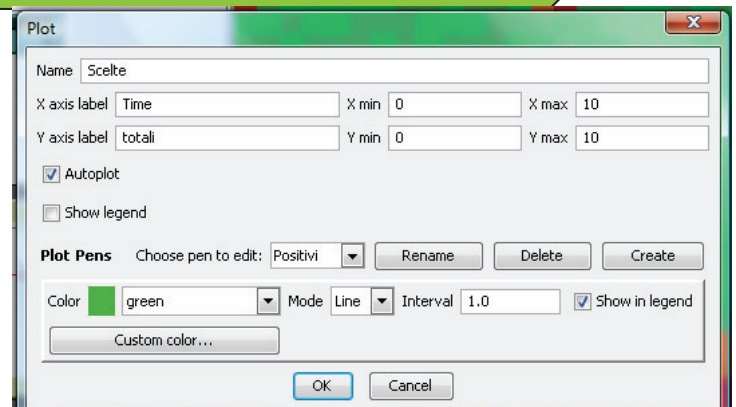 Plot
Name Scelte
X axis label Time X min 0 X max 10
Y axis label totali Y min 0 Y max 10
Autoplot
Show legend
Plot Pens Choose pen to edit: Positivi Rename Delete Create
Color green Mode Line Interval 1.0 Show in legend
Custom color...
OK Cancel